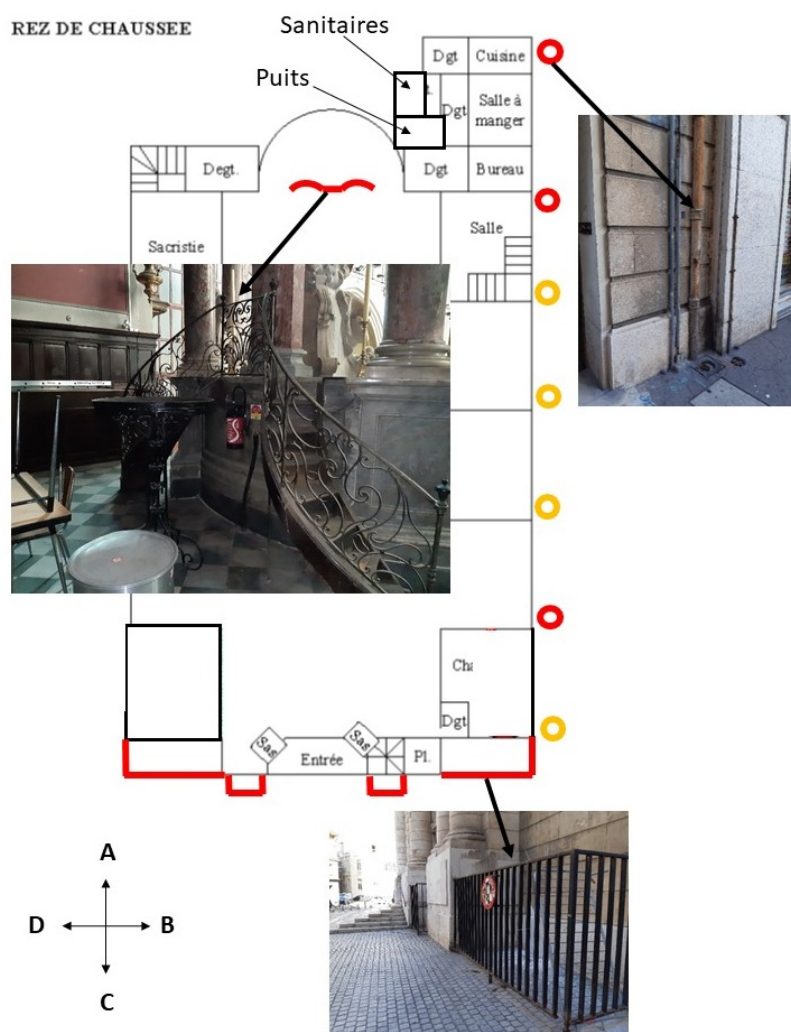 REZ DE CHAUSSEE
Sanitaires
Puits
Dgt
Cuisine
t.
Dgt
Salle à
manger
Degt.
Dgt
Bureau
Sacristie
Salle
Cha
Dgt
Sas
Entrée
Sas
Pl.
A
D
B
C